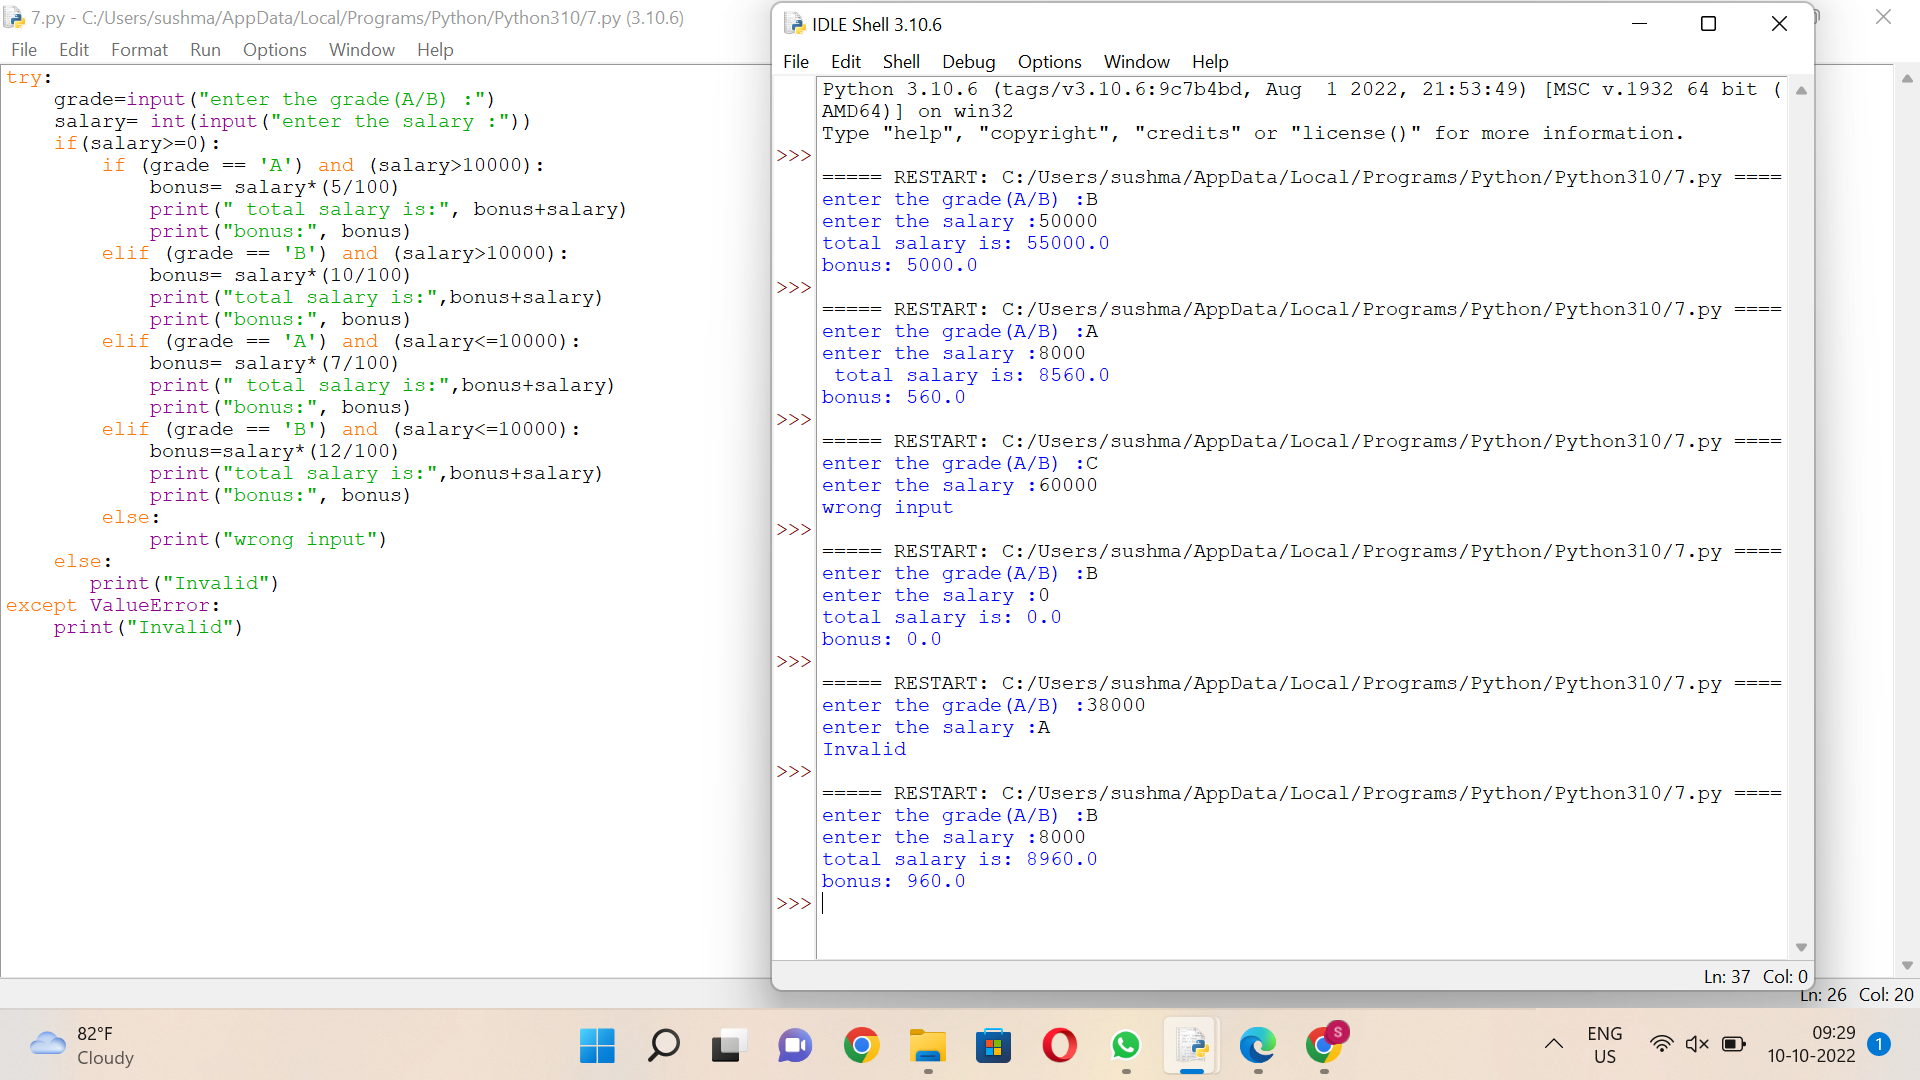 7.py - C:/Users/sushma/AppData/Local/Programs/Python/Python310/7.py (3.10.6)
File Edit Format Run Options Window Help
try:
    grade=input("enter the grade(A/B) :")
    salary= int(input("enter the salary :"))
    if(salary>=0):
        if (grade == 'A') and (salary>10000):
            bonus= salary*(5/100)
            print(" total salary is:", bonus+salary)
            print("bonus:", bonus)
        elif (grade == 'B') and (salary>10000):
            bonus= salary*(10/100)
            print("total salary is:",bonus+salary)
            print("bonus:", bonus)
        elif (grade == 'A') and (salary<=10000):
            bonus= salary*(7/100)
            print(" total salary is:",bonus+salary)
            print("bonus:", bonus)
        elif (grade == 'B') and (salary<=10000):
            bonus=salary*(12/100)
            print("total salary is:",bonus+salary)
            print("bonus:", bonus)
        else:
            print("wrong input")
    else:
       print("Invalid")
except ValueError:
    print("Invalid")
Ln: 26 Col: 20
IDLE Shell 3.10.6
File Edit Shell Debug Options Window Help
Python 3.10.6 (tags/v3.10.6:9c7b4bd, Aug  1 2022, 21:53:49) [MSC v.1932 64 bit (
AMD64)] on win32
Type "help", "copyright", "credits" or "license()" for more information.
>>>
===== RESTART: C:/Users/sushma/AppData/Local/Programs/Python/Python310/7.py ====
enter the grade(A/B) :B
enter the salary :50000
total salary is: 55000.0
bonus: 5000.0
>>>
===== RESTART: C:/Users/sushma/AppData/Local/Programs/Python/Python310/7.py ====
enter the grade(A/B) :A
enter the salary :8000
 total salary is: 8560.0
bonus: 560.0
>>>
===== RESTART: C:/Users/sushma/AppData/Local/Programs/Python/Python310/7.py ====
enter the grade(A/B) :C
enter the salary :60000
wrong input
>>>
===== RESTART: C:/Users/sushma/AppData/Local/Programs/Python/Python310/7.py ====
enter the grade(A/B) :B
enter the salary :0
total salary is: 0.0
bonus: 0.0
>>>
===== RESTART: C:/Users/sushma/AppData/Local/Programs/Python/Python310/7.py ====
enter the grade(A/B) :38000
enter the salary :A
Invalid
>>>
===== RESTART: C:/Users/sushma/AppData/Local/Programs/Python/Python310/7.py ====
enter the grade(A/B) :B
enter the salary :8000
total salary is: 8960.0
bonus: 960.0
>>>
Ln: 37 Col: 0
82°F
Cloudy
S
ENG
US
09:29
10-10-2022
1